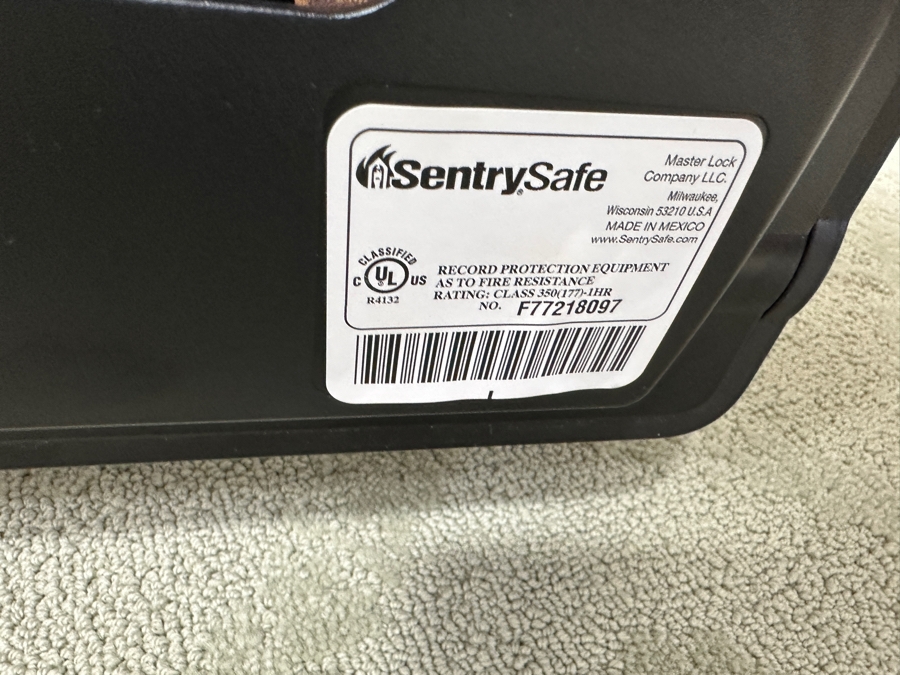 SentrySafe
Master Lock
Company LLC.
Milwaukee,
Wisconsin 53210 U.S.A
MADE IN MEXICO
www.SentrySafe.com
CLASSIFIED
C UL US
®
R4132
RECORD PROTECTION EQUIPMENT
AS TO FIRE RESISTANCE
RATING: CLASS 350(177)-1HR
NO. F77218097